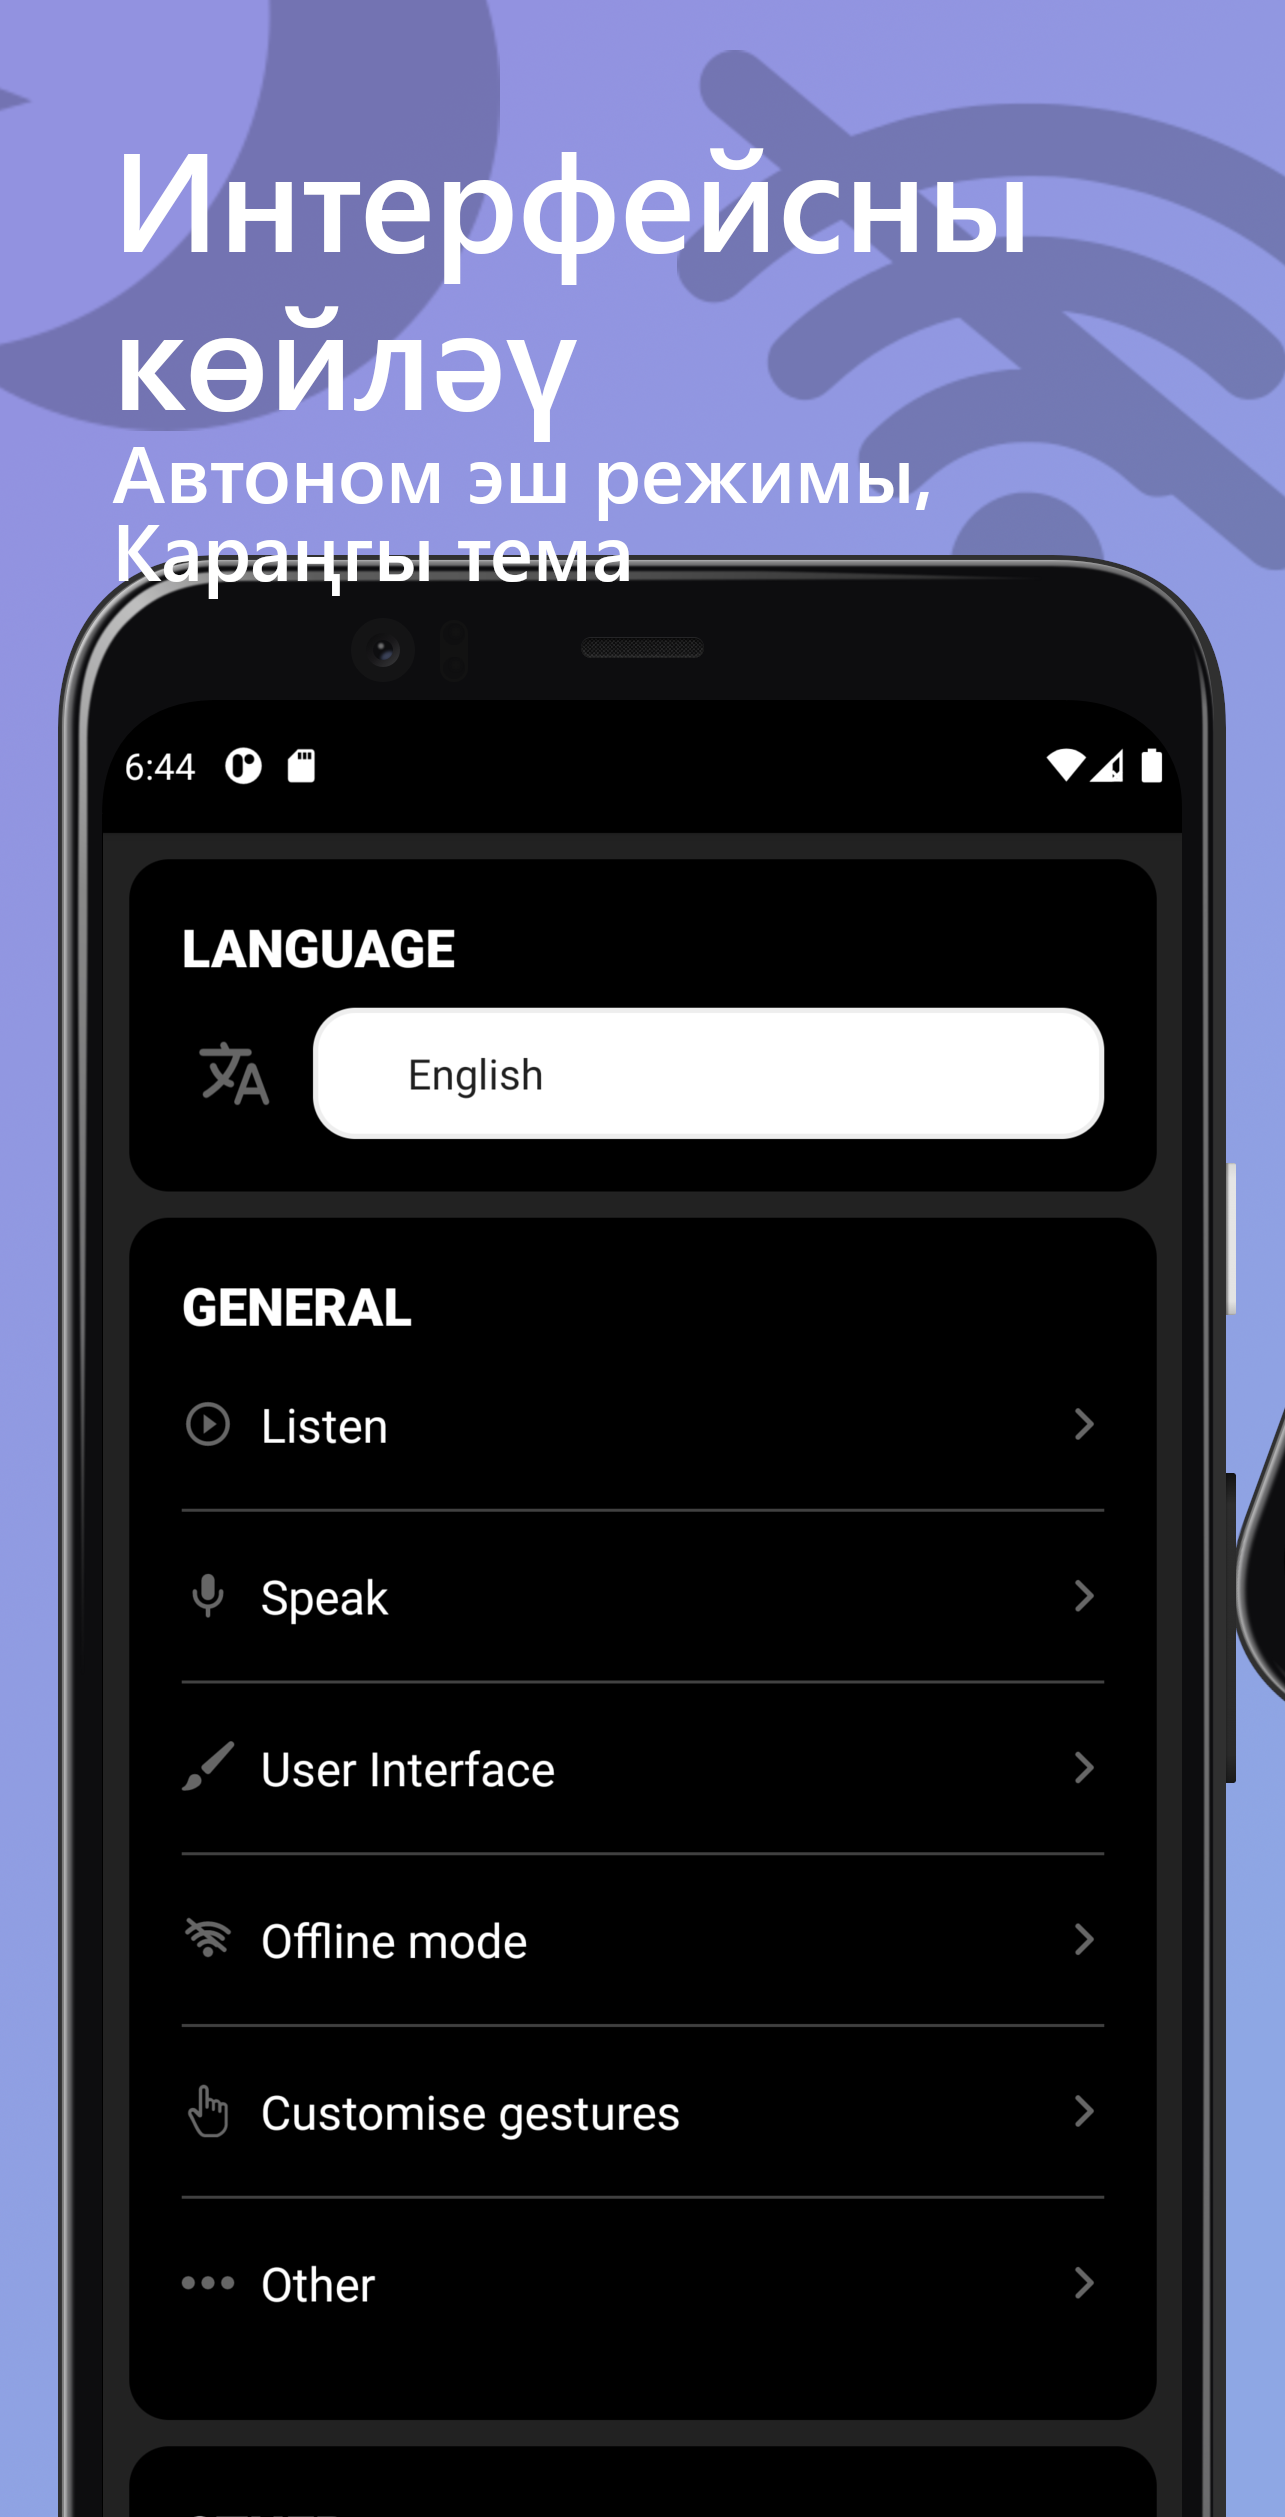 Интерфейсны
көйләү
Автоном эш режимы,
Караңгы тема
6:44
LANGUAGE
English
GENERAL
Listen
Speak
User Interface
Offline mode
Customise gestures
Other